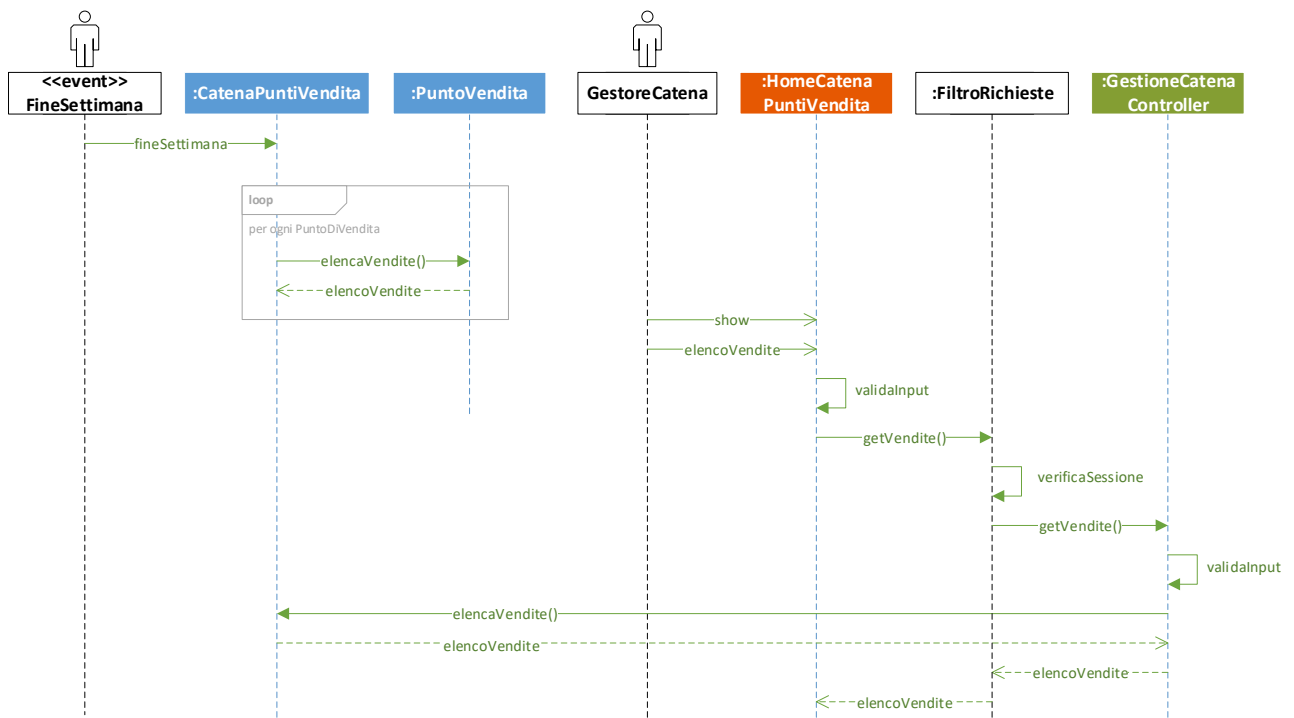 <<event>>
FineSettimana
:CatenaPuntiVendita
:PuntoVendita
GestoreCatena
:HomeCatena
PuntiVendita
:FiltroRichieste
:GestioneCatena
Controller
fineSettimana
loop
per ogni PuntoDiVendita
elencaVendite()
elencoVendite
show
elencoVendite
validaInput
getVendite()
verificaSessione
getVendite()
validaInput
elencaVendite()
elencoVendite
elencoVendite
elencoVendite